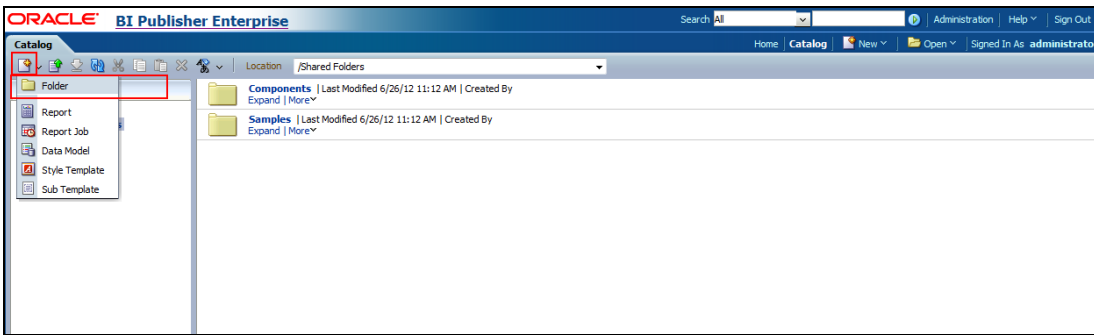 ORACLE BI Publisher Enterprise Search All Administration Help Sign Out
Catalog Home Catalog New Open Signed In As administrato
Location /Shared Folders
Folder
Components | Last Modified 6/26/12 11:12 AM | Created By
Expand | More
Report
Samples | Last Modified 6/26/12 11:12 AM | Created By
Expand | More
Report Job
Data Model
Style Template
Sub Template